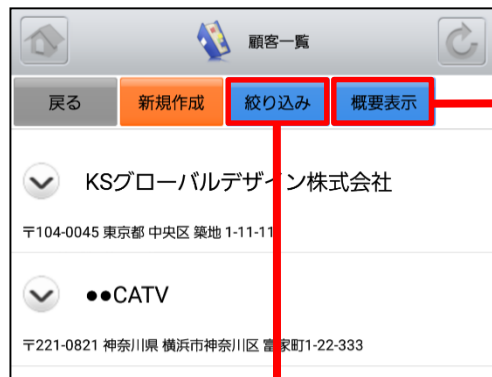 顧客一覧
戻る 新規作成 絞り込み 概要表示
KSグローバルデザイン株式会社
〒104-0045 東京都 中央区 築地 1-11-11
●●CATV
〒221-0821 神奈川県 横浜市神奈川区 富家町1-22-333